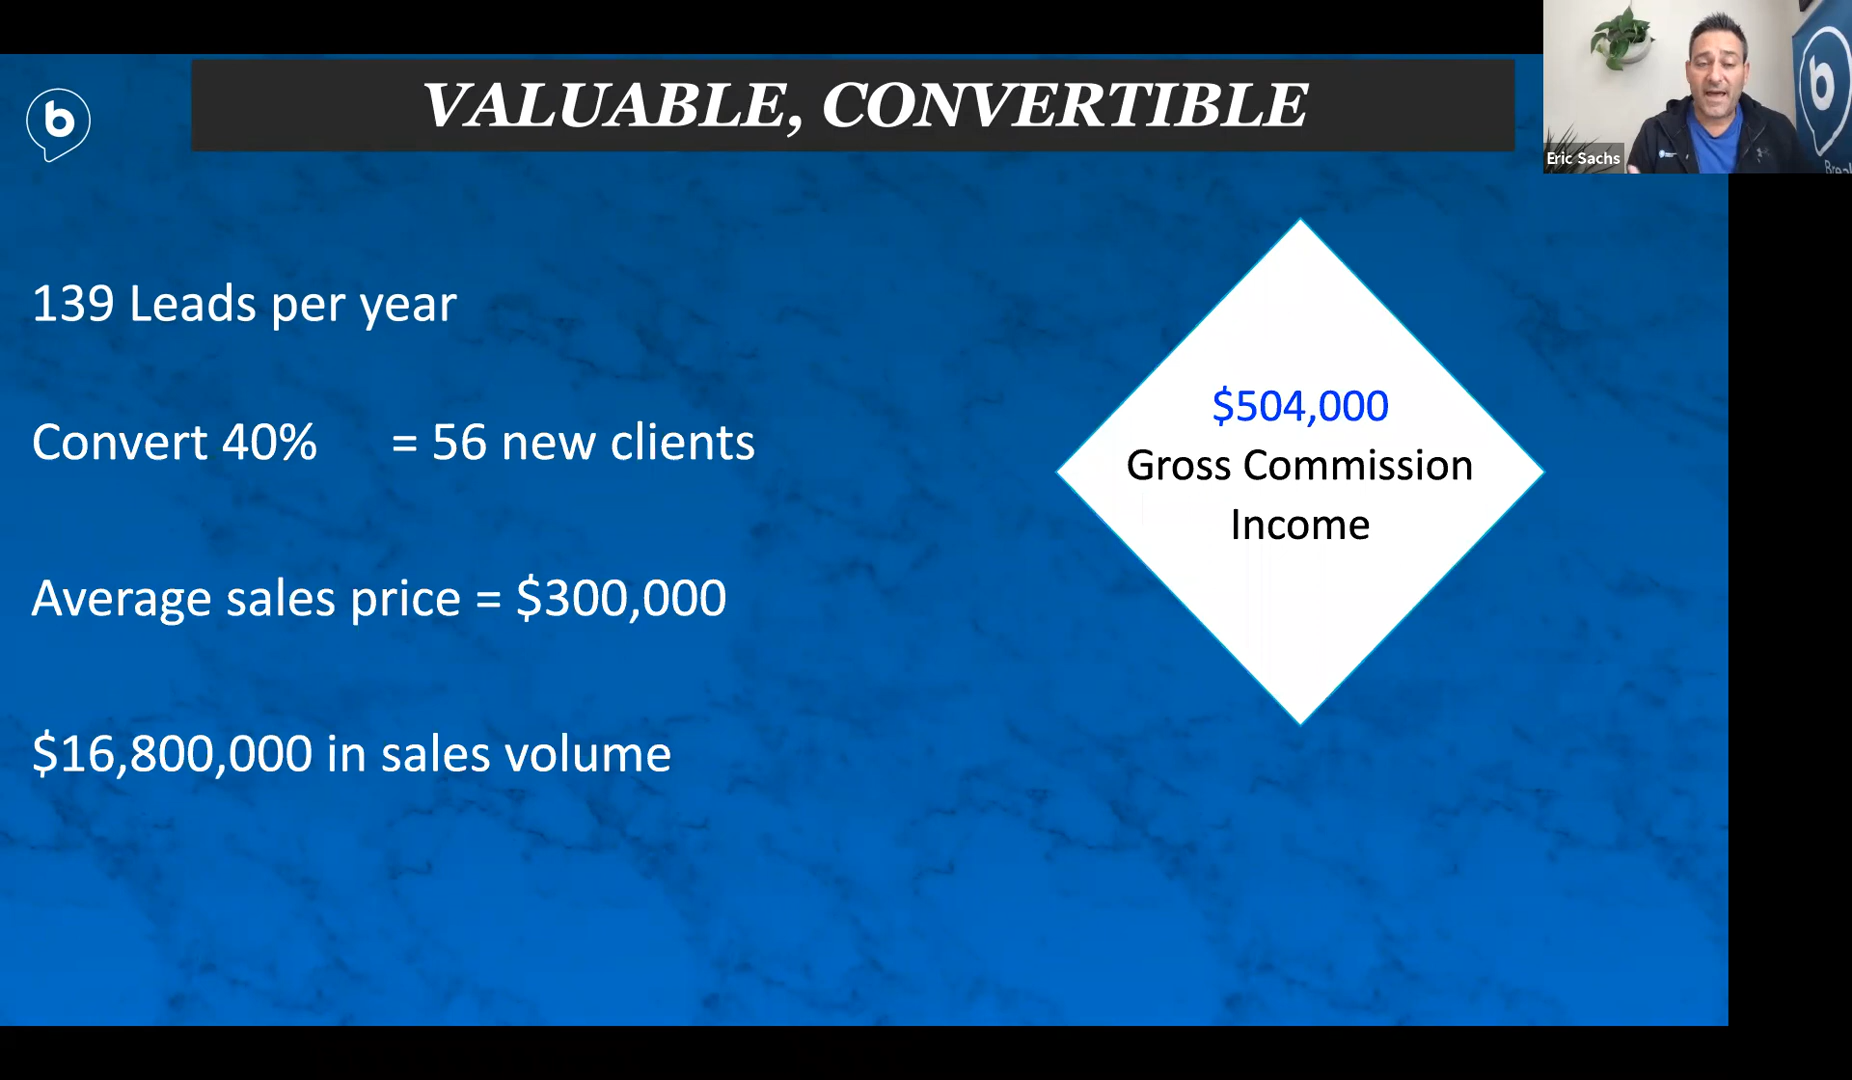 VALUABLE, CONVERTIBLE
b
b
Eric Sachs
139 Leads per year
Convert 40% = 56 new clients
Average sales price = $300,000
$16,800,000 in sales volume
$504,000
Gross Commission
Income